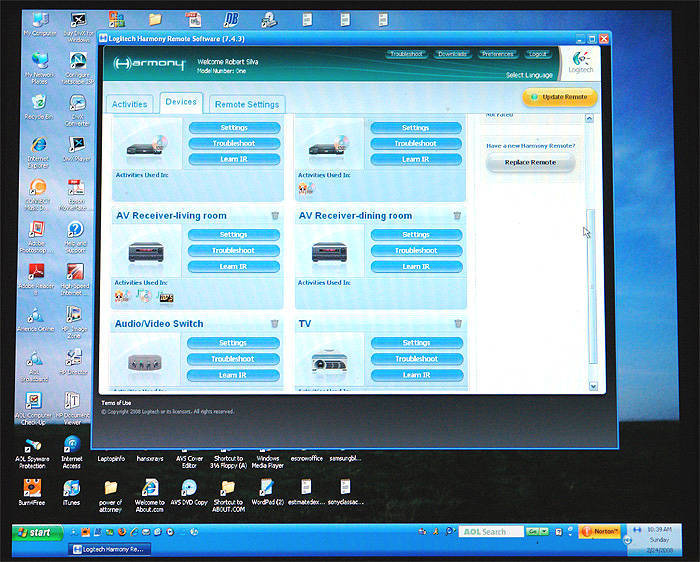 Logitech Harmony Remote Software (7.4.3)
Harmony
Welcome Robert Silva
Model Number: One
Troubleshoot
Downloads
Preferences
Logout
Select Language
Logitech
Activities
Devices
Remote Settings
Update Remote
Settings
Troubleshoot
Learn IR
Activities Used In:
Settings
Troubleshoot
Learn IR
Activities Used In:
Not rated
Have a new Harmony Remote?
Replace Remote
AV Receiver-living room
Settings
Troubleshoot
Learn IR
Activities Used In:
AV Receiver-dining room
Settings
Troubleshoot
Learn IR
Activities Used In:
Audio/Video Switch
Settings
Troubleshoot
Learn IR
TV
Settings
Troubleshoot
Learn IR
Terms of Use
© Copyright 2008 Logitech or its licensors. All rights reserved.
My Computer
Buy DivX for
Windows
My Network
Places
Configure
Netscape ISP
Recycle Bin
DivX
Converter
Internet
Explorer
DivX Player
CONNECT
Music D...
Epson
MovieMate ...
Adobe
Photoshop ...
Help and
Support
Adobe Reader
High-Speed
Internet ...
America Online
HP Image
Zone
AOL
Broadband
HP Director
AOL Computer
Check-Up
HP Document
Viewer
AOL Spyware
Protection
Internet
Access
Laptopinfo
hansxrays
AVS Cover
Editor
Shortcut to
3½ Floppy (A)
Windows
Media Player
escrowoffice
samsungbl...
Burn4Free
iTunes
power of
attorney
Welcome to
About.com
AVS DVD Copy
Shortcut to
ABOUT.COM
WordPad (2)
estmatedex...
sonyclassac...
start
AOL Search
Go
Norton
10:39 AM
Sunday
2/24/2008
Logitech Harmony Re...